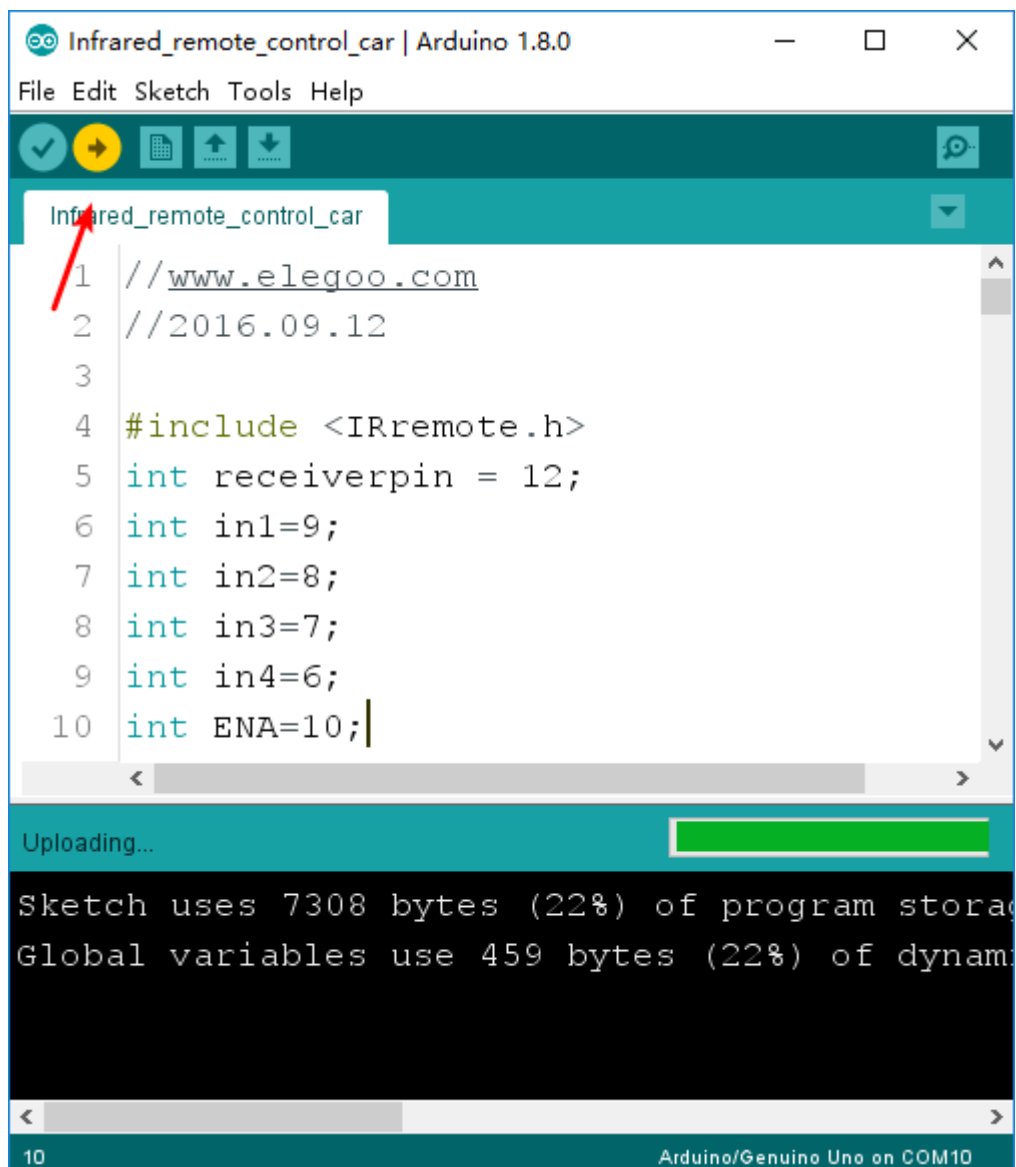 Infrared_remote_control_car | Arduino 1.8.0
File Edit Sketch Tools Help
Infrared_remote_control_car
1 //www.elegoo.com
2 //2016.09.12
3
4 #include <IRremote.h>
5 int receiverpin = 12;
6 int in1=9;
7 int in2=8;
8 int in3=7;
9 int in4=6;
10 int ENA=10;
Uploading...
Sketch uses 7308 bytes (22%) of program
Global variables use 459 bytes (22%) of
10 Arduino/Genuino Uno on COM10